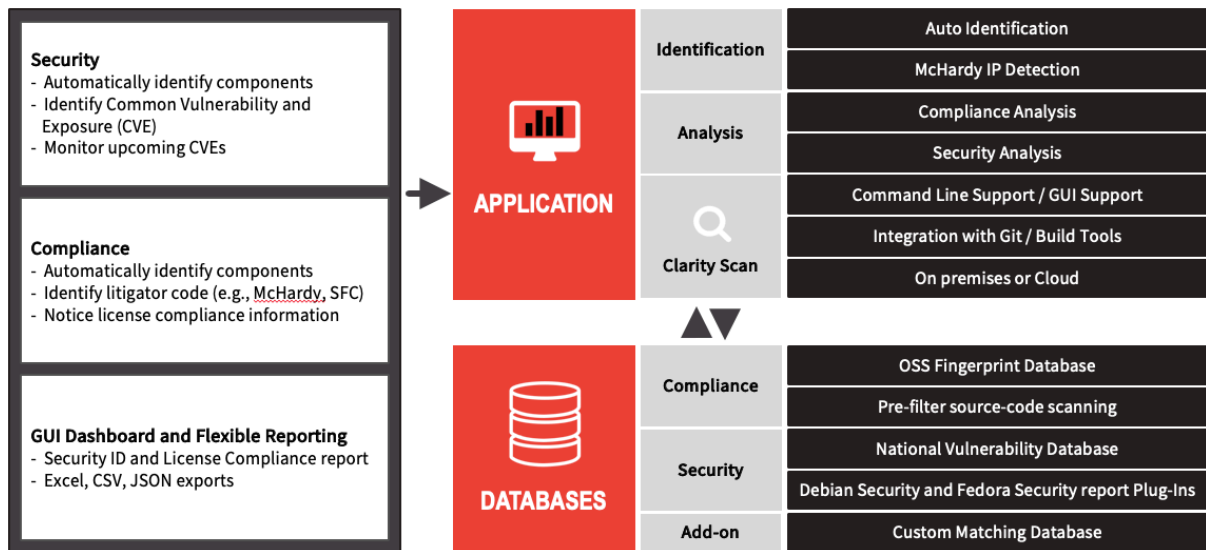 Security
- Automatically identify components
- Identify Common Vulnerability and
Exposure (CVE)
- Monitor upcoming CVEs
Compliance
- Automatically identify components
- Identify litigator code (e.g., McHardy, SFC)
- Notice license compliance information
GUI Dashboard and Flexible Reporting
- Security ID and License Compliance report
- Excel, CSV, JSON exports
APPLICATION
Identification
Auto Identification
McHardy IP Detection
Analysis
Compliance Analysis
Security Analysis
Clarity Scan
Command Line Support / GUI Support
Integration with Git / Build Tools
On premises or Cloud
DATABASES
Compliance
OSS Fingerprint Database
Pre-filter source-code scanning
Security
National Vulnerability Database
Debian Security and Fedora Security report Plug-Ins
Add-on
Custom Matching Database